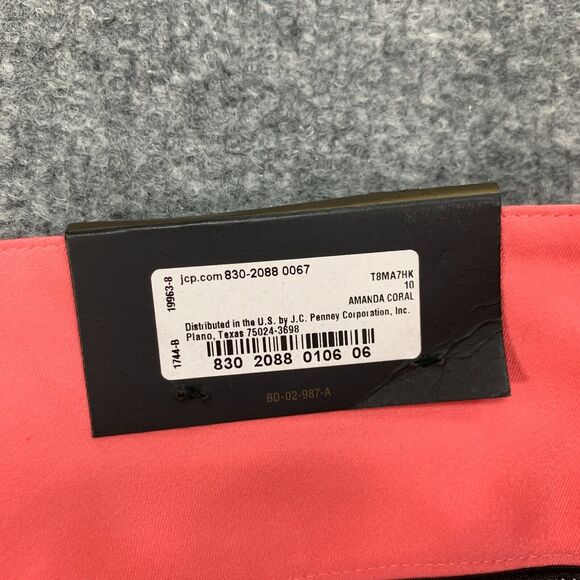 jcp.com 830-2088 0067
T8MA7HK
10
AMANDA CORAL
Distributed in the U.S. by J.C. Penney Corporation, Inc.
Plano, Texas 75024-3698
830 2088 0106 06
19963-8
1744-B
BD-02-987-A